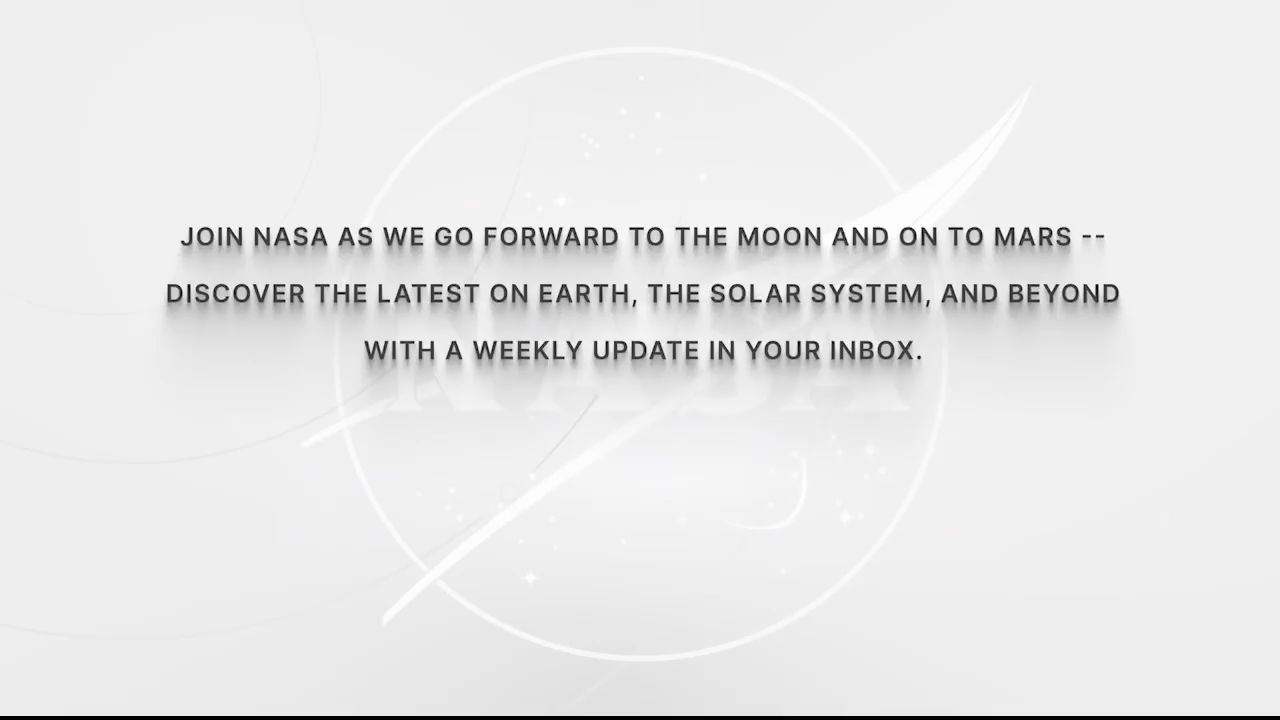 JOIN NASA AS WE GO FORWARD TO THE MOON AND ON TO MARS --
DISCOVER THE LATEST ON EARTH, THE SOLAR SYSTEM, AND BEYOND
WITH A WEEKLY UPDATE IN YOUR INBOX.
NASA